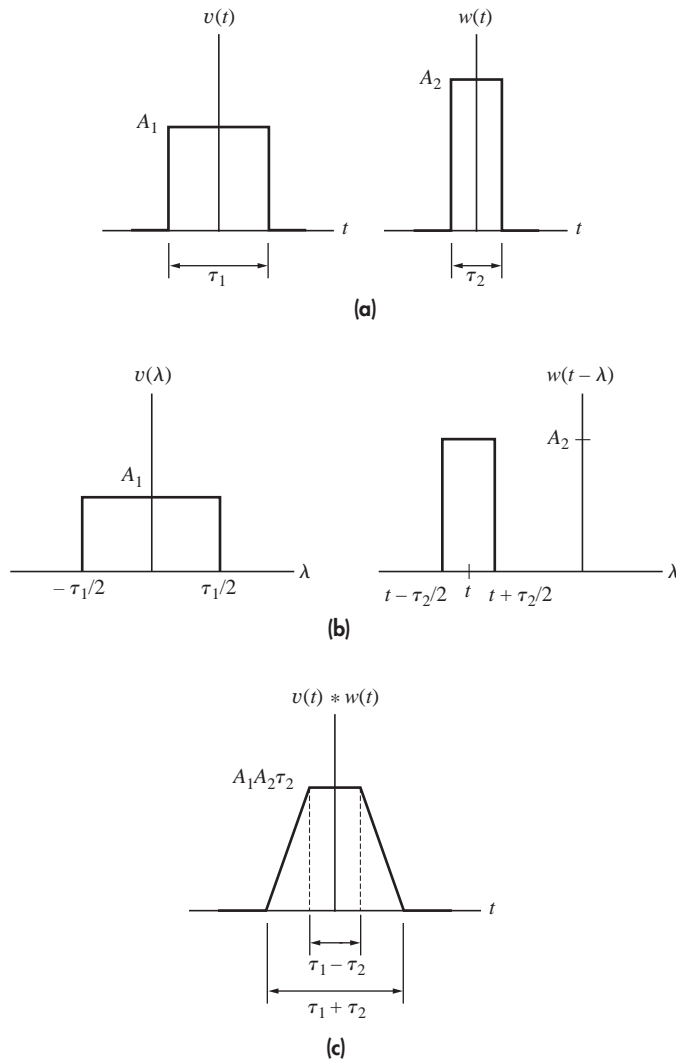 v(t) w(t)
A₂
A₁
t t
τ₁ τ₂
(a)
v(λ) w(t − λ)
A₂
A₁
λ λ
− τ₁/2 τ₁/2 t − τ₂/2 t t + τ₂/2
(b)
v(t) * w(t)
A₁A₂τ₂
t
τ₁ − τ₂
τ₁ + τ₂
(c)